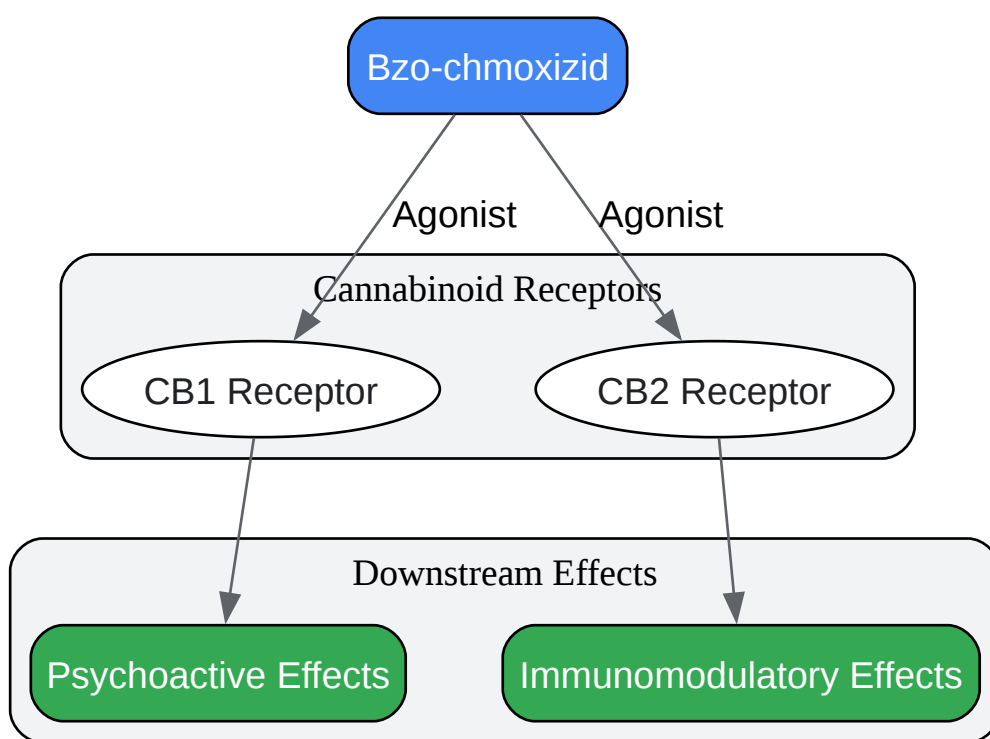 Bzo-chmoxizid
Agonist
Agonist
Cannabinoid Receptors
CB1 Receptor
CB2 Receptor
Downstream Effects
Psychoactive Effects
Immunomodulatory Effects